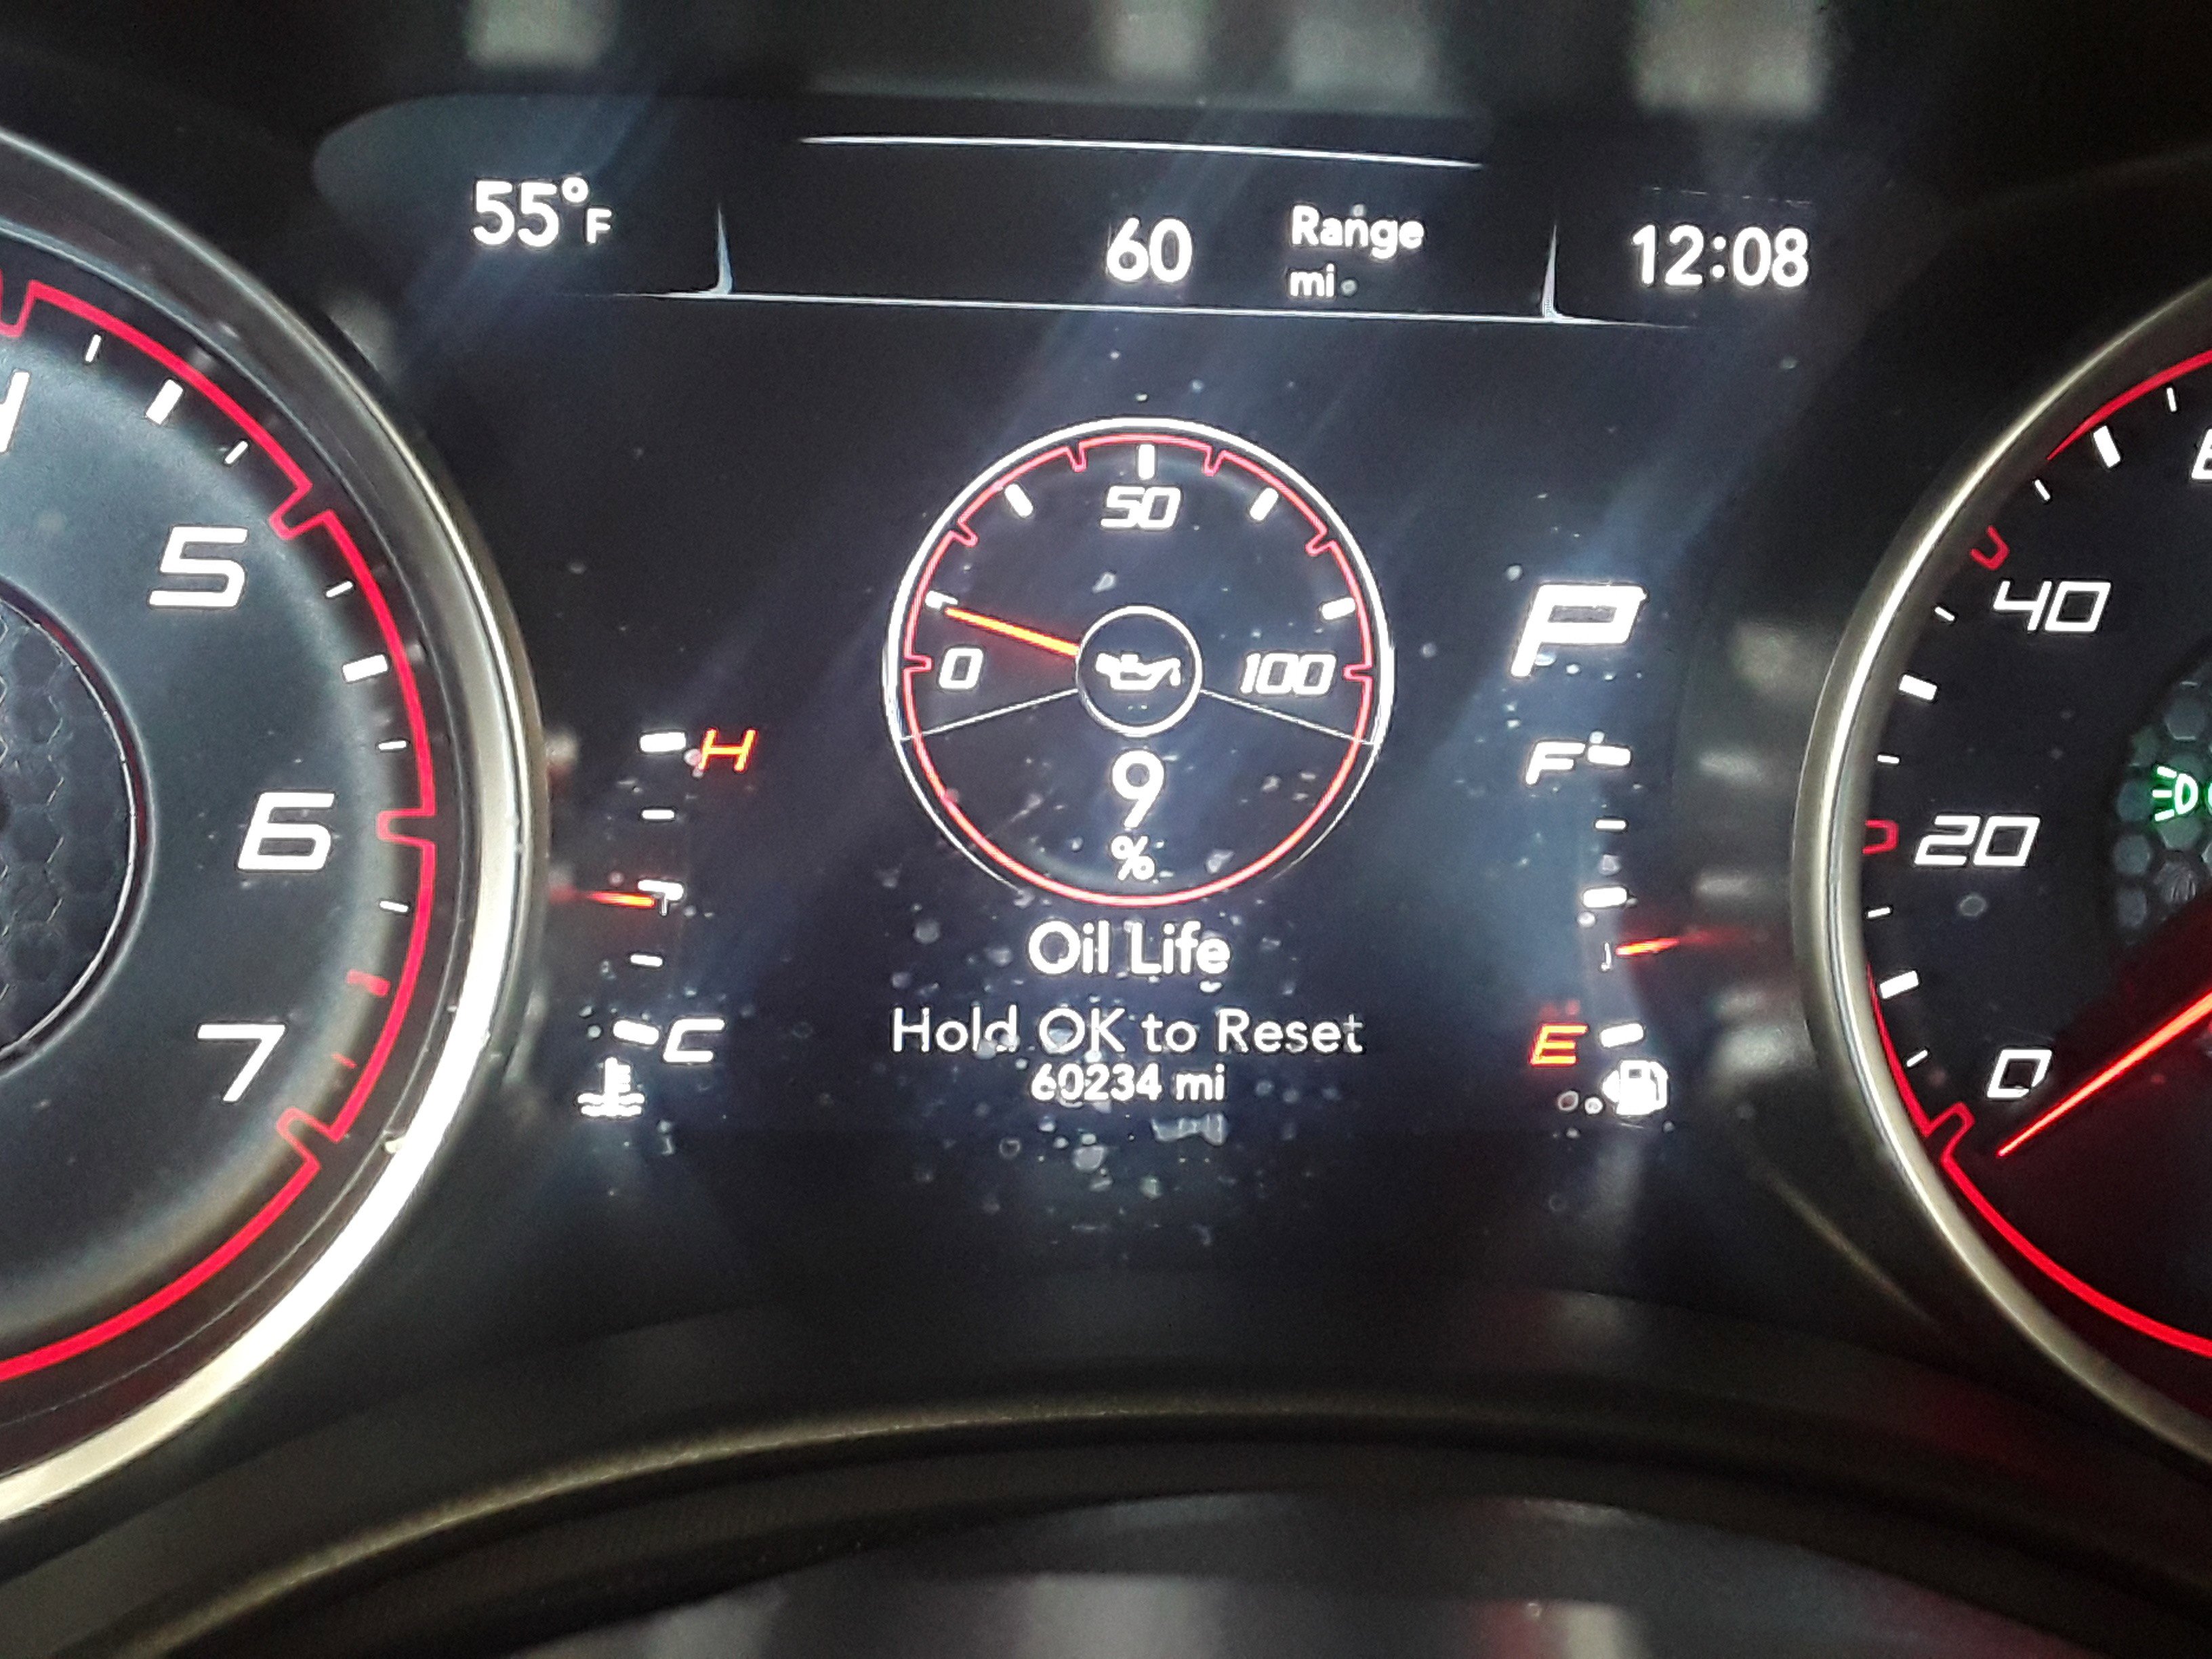 55°F
60 Range
mi
12:08
50
0
100
9
%
Oil Life
Hold OK to Reset
60234 mi
5
6
7
H
C
P
F
E
40
20
0